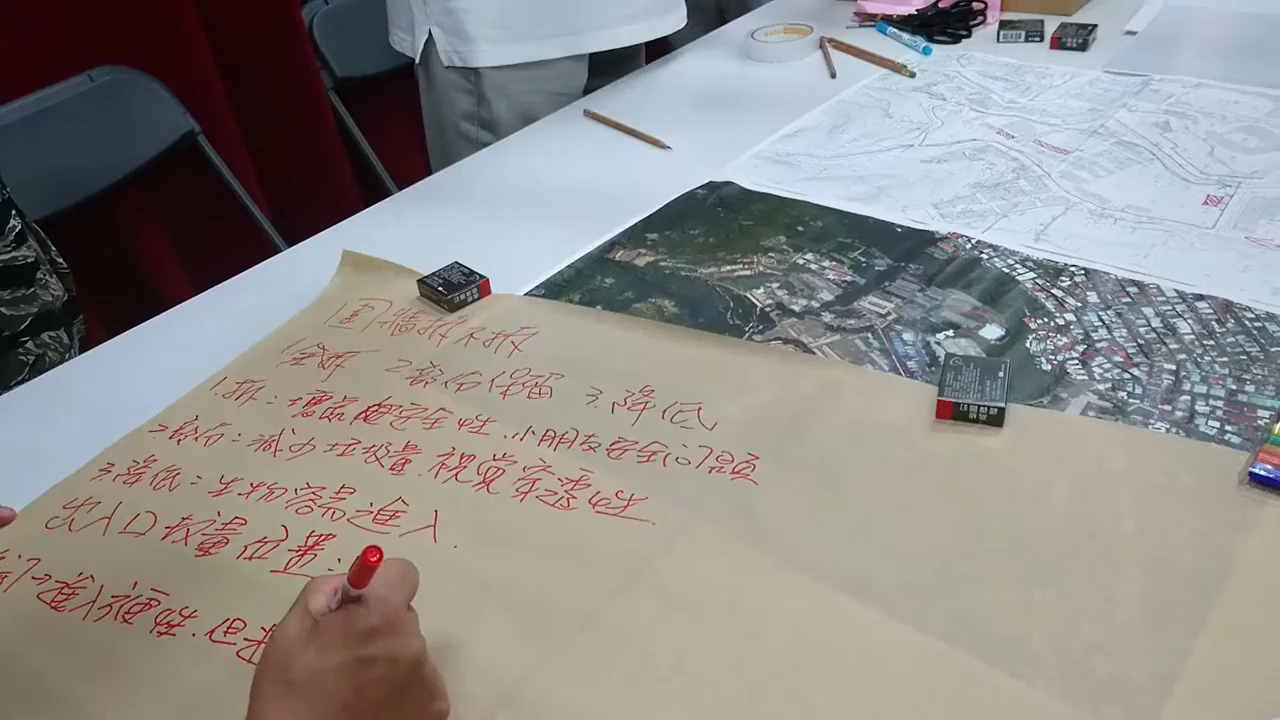 圍牆拆不拆
1.全拆 2.部份保留 3.降低
1.拆：增加安全性、小朋友安全問題
2.部份：減少垃圾量、視覺穿透性.
3.降低：生物容易進入.
出入口數量位置：
進入便性、但